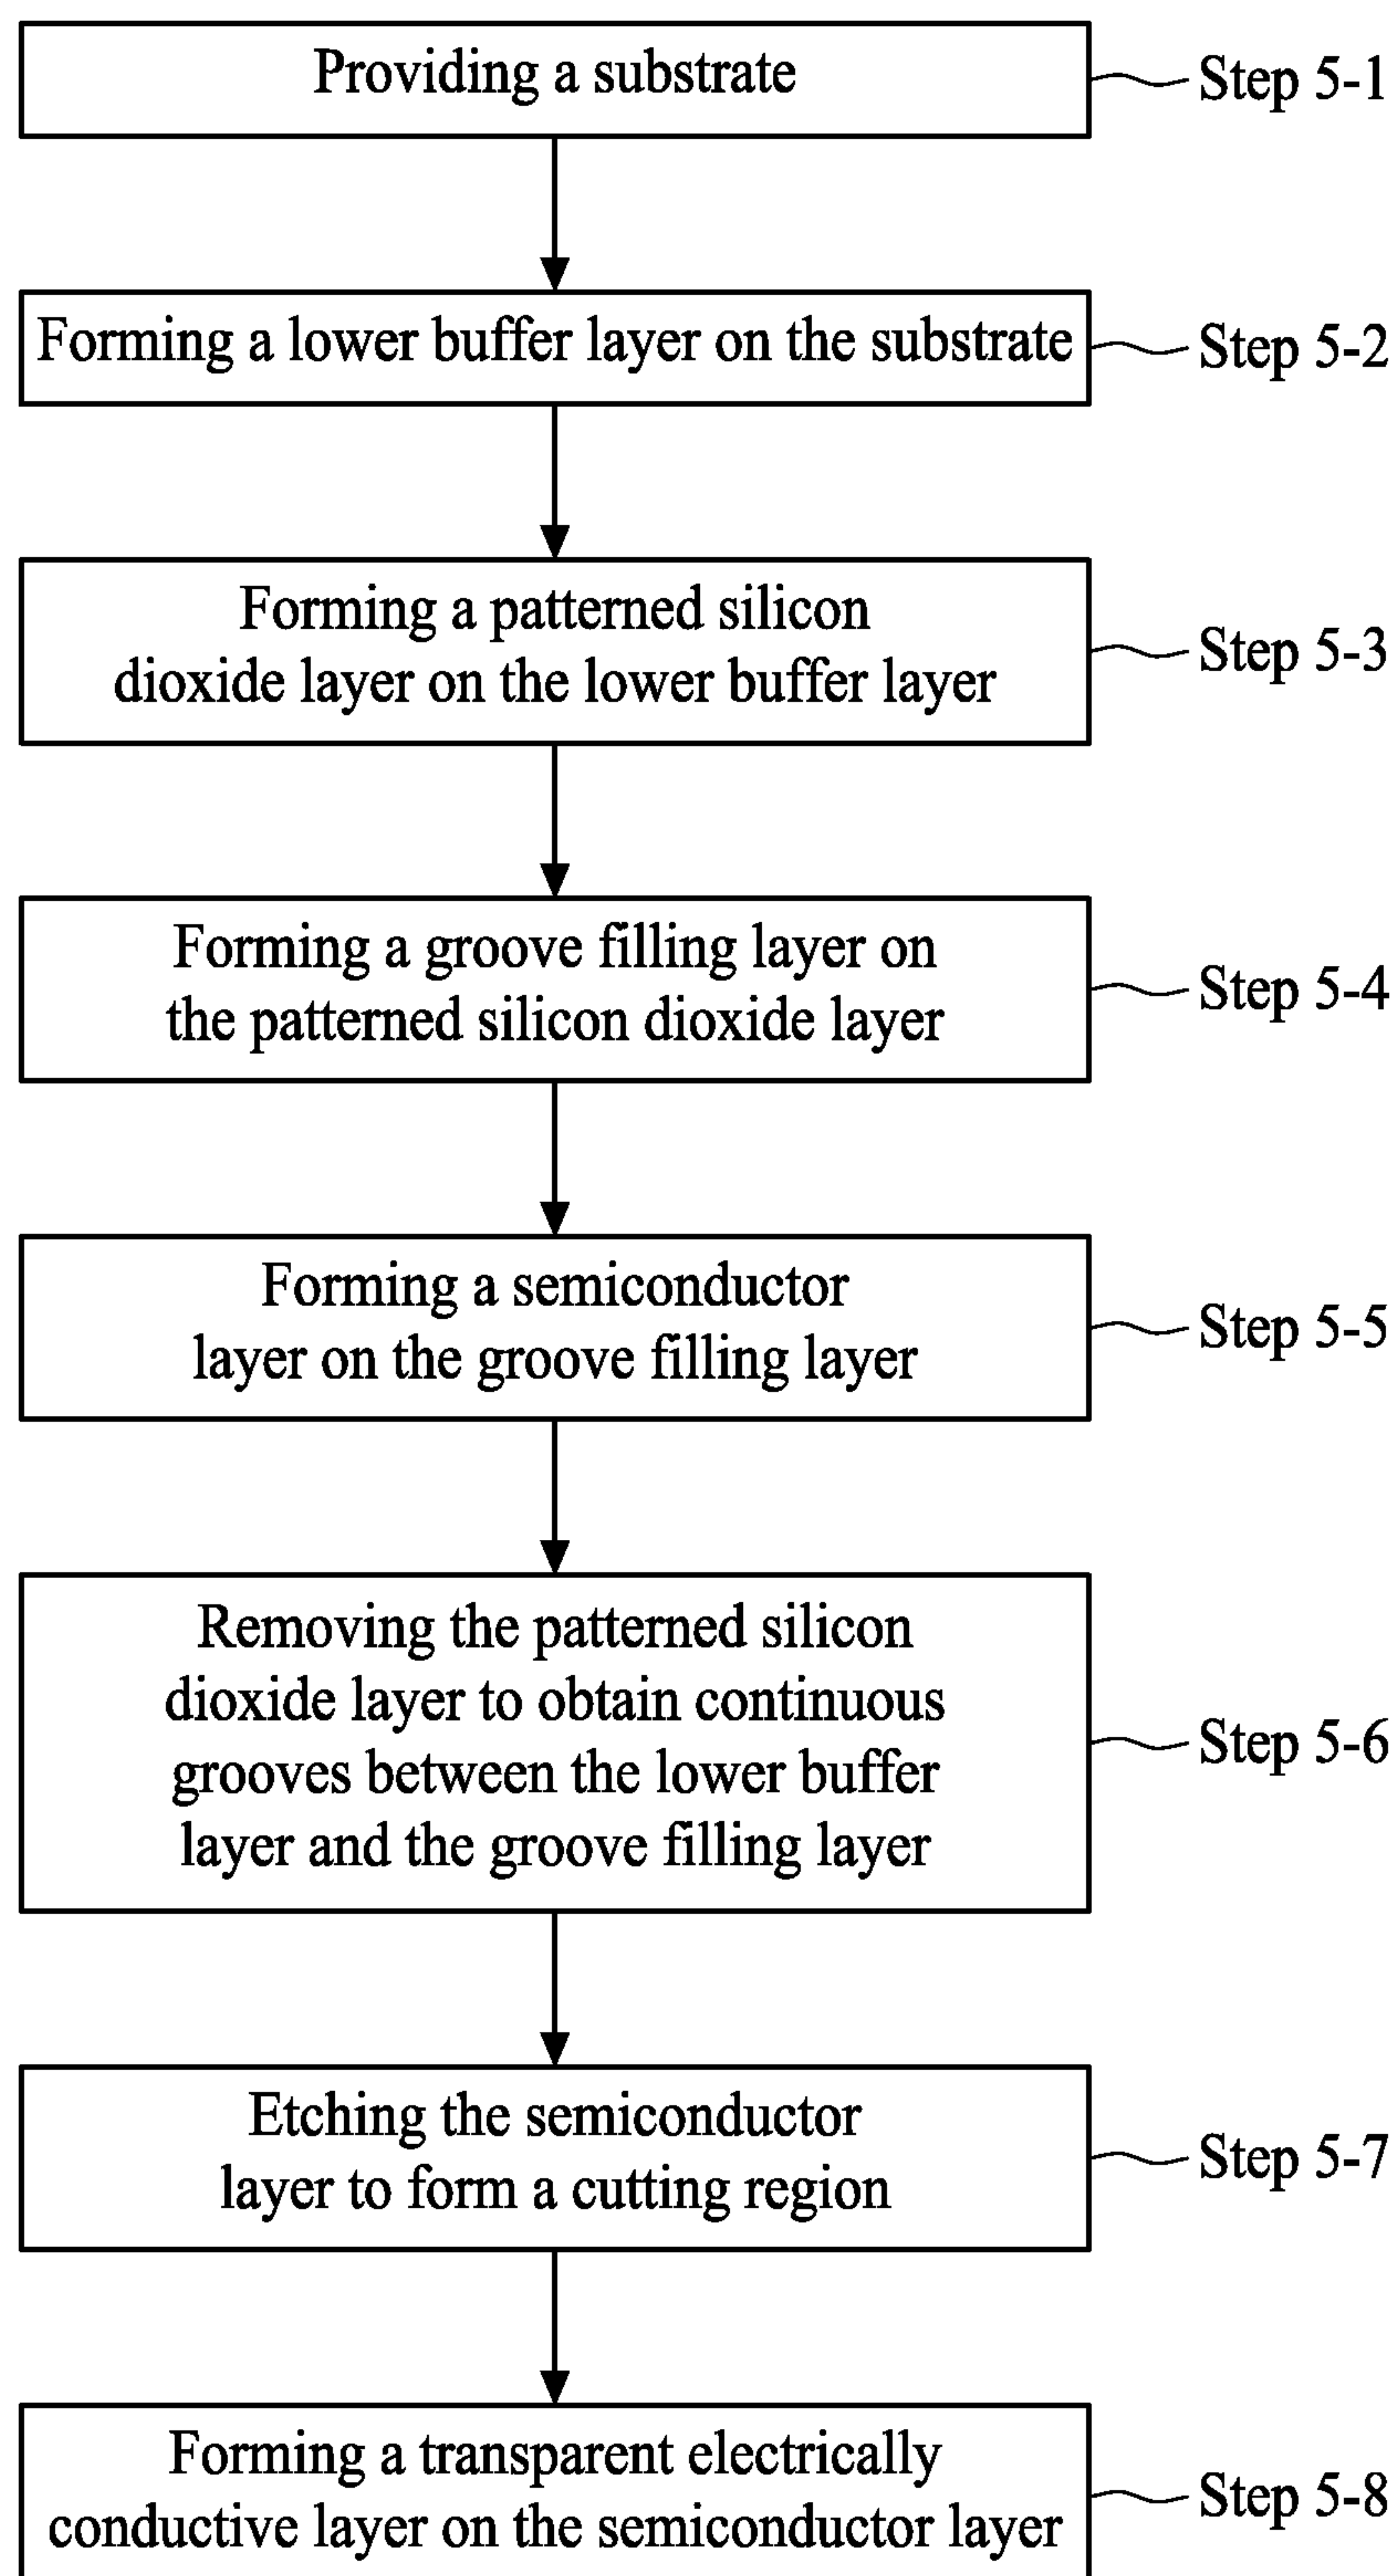 Providing a substrate
Step 5-1
Forming a lower buffer layer on the substrate
Step 5-2
Forming a patterned silicon
dioxide layer on the lower buffer layer
Step 5-3
Forming a groove filling layer on
the patterned silicon dioxide layer
Step 5-4
Forming a semiconductor
layer on the groove filling layer
Step 5-5
Removing the patterned silicon
dioxide layer to obtain continuous
grooves between the lower buffer
layer and the groove filling layer
Step 5-6
Etching the semiconductor
layer to form a cutting region
Step 5-7
Forming a transparent electrically
conductive layer on the semiconductor layer
Step 5-8